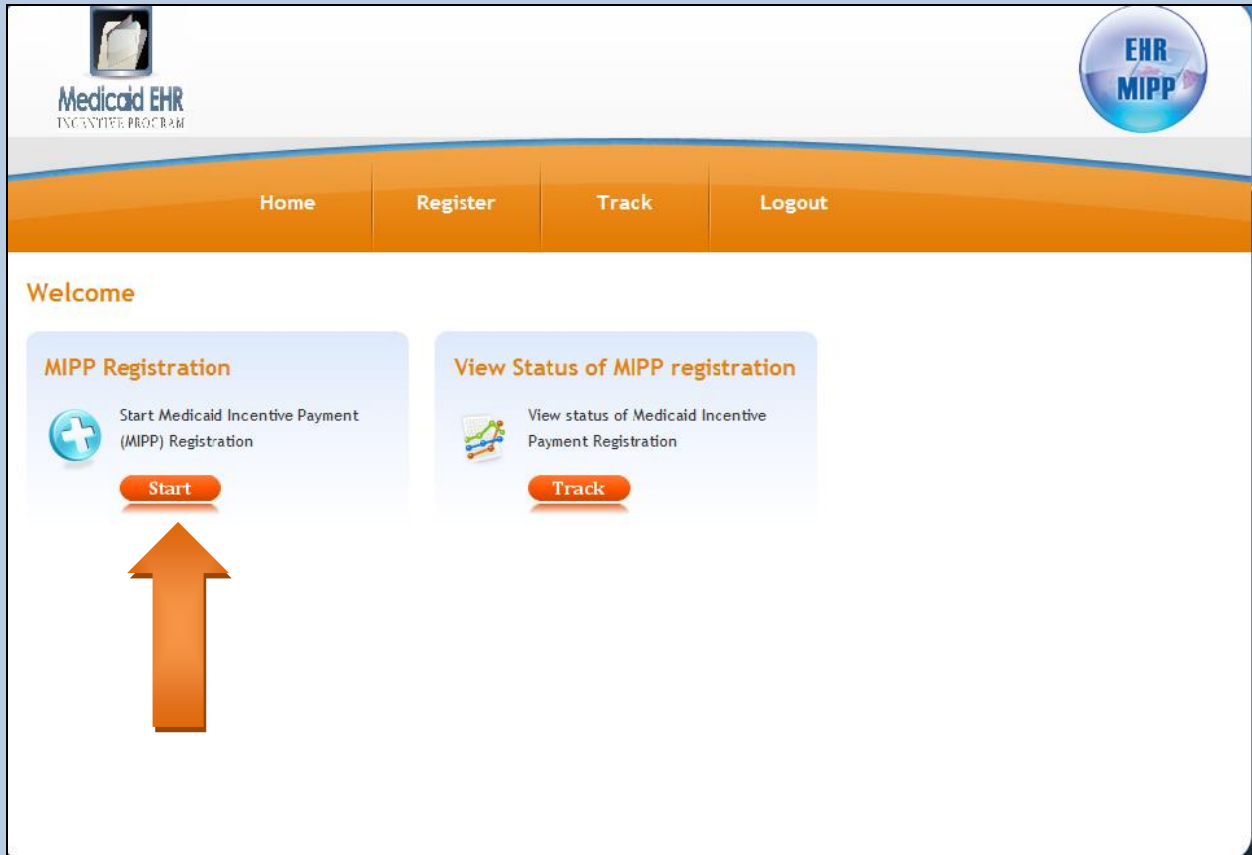 Medicaid EHR
INCENTIVE PROGRAM
EHR
MIPP
Home Register Track Logout
Welcome
MIPP Registration
Start Medicaid Incentive Payment
(MIPP) Registration
Start
View Status of MIPP registration
View status of Medicaid Incentive
Payment Registration
Track